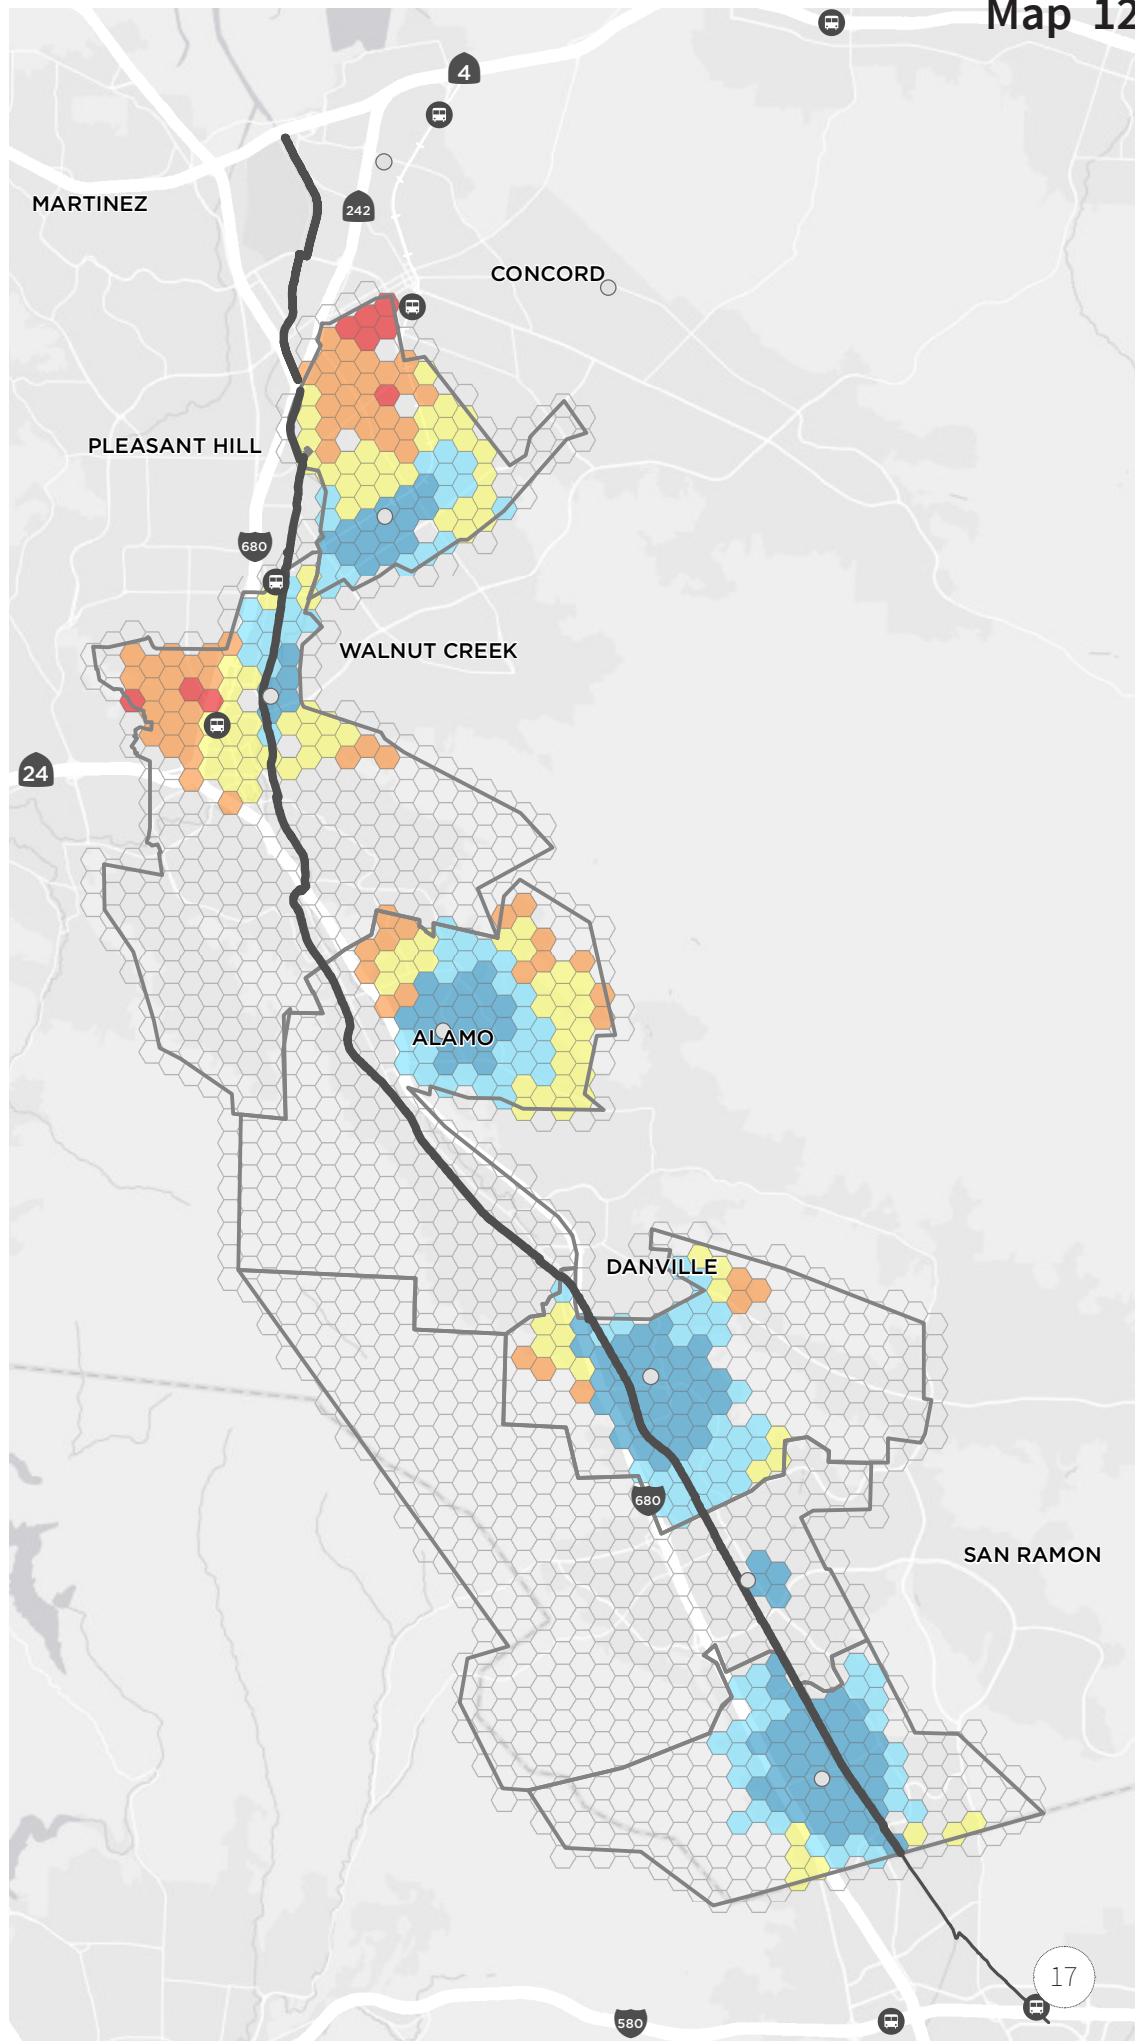 Map 12
4
MARTINEZ
242
CONCORD
PLEASANT HILL
680
WALNUT CREEK
24
ALAMO
DANVILLE
680
SAN RAMON
17
580